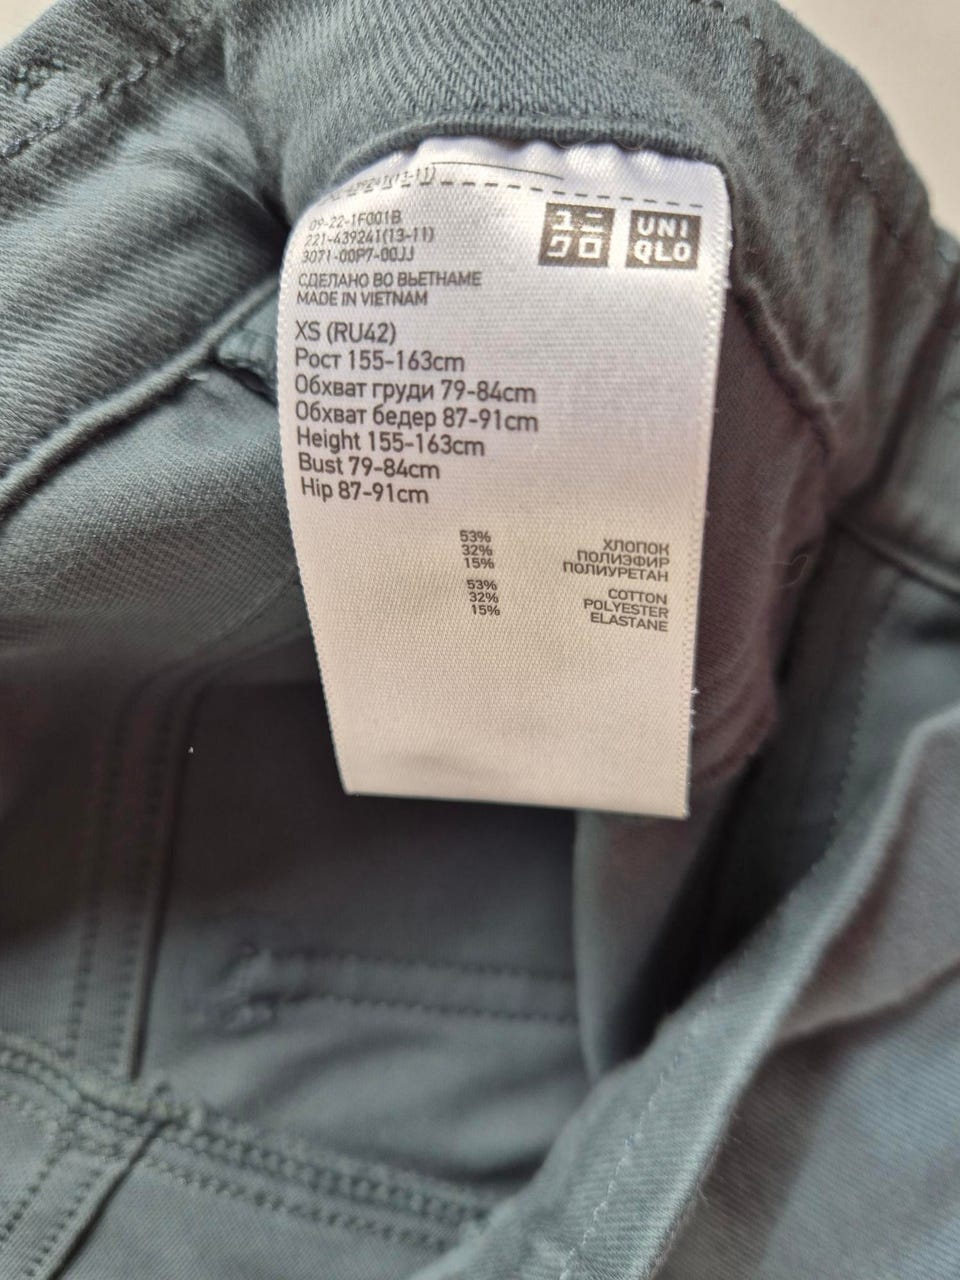 09-22-1F001B
221-439241(13-11)
3071-00P7-00JJ
ユニクロ
UNIQLO
СДЕЛАНО ВО ВЬЕТНАМЕ
MADE IN VIETNAM
XS (RU42)
Рост 155-163cm
Обхват груди 79-84cm
Обхват бедер 87-91cm
Height 155-163cm
Bust 79-84cm
Hip 87-91cm
53% ХЛОПОК
32% ПОЛИЭФИР
15% ПОЛИУРЕТАН
53% COTTON
32% POLYESTER
15% ELASTANE